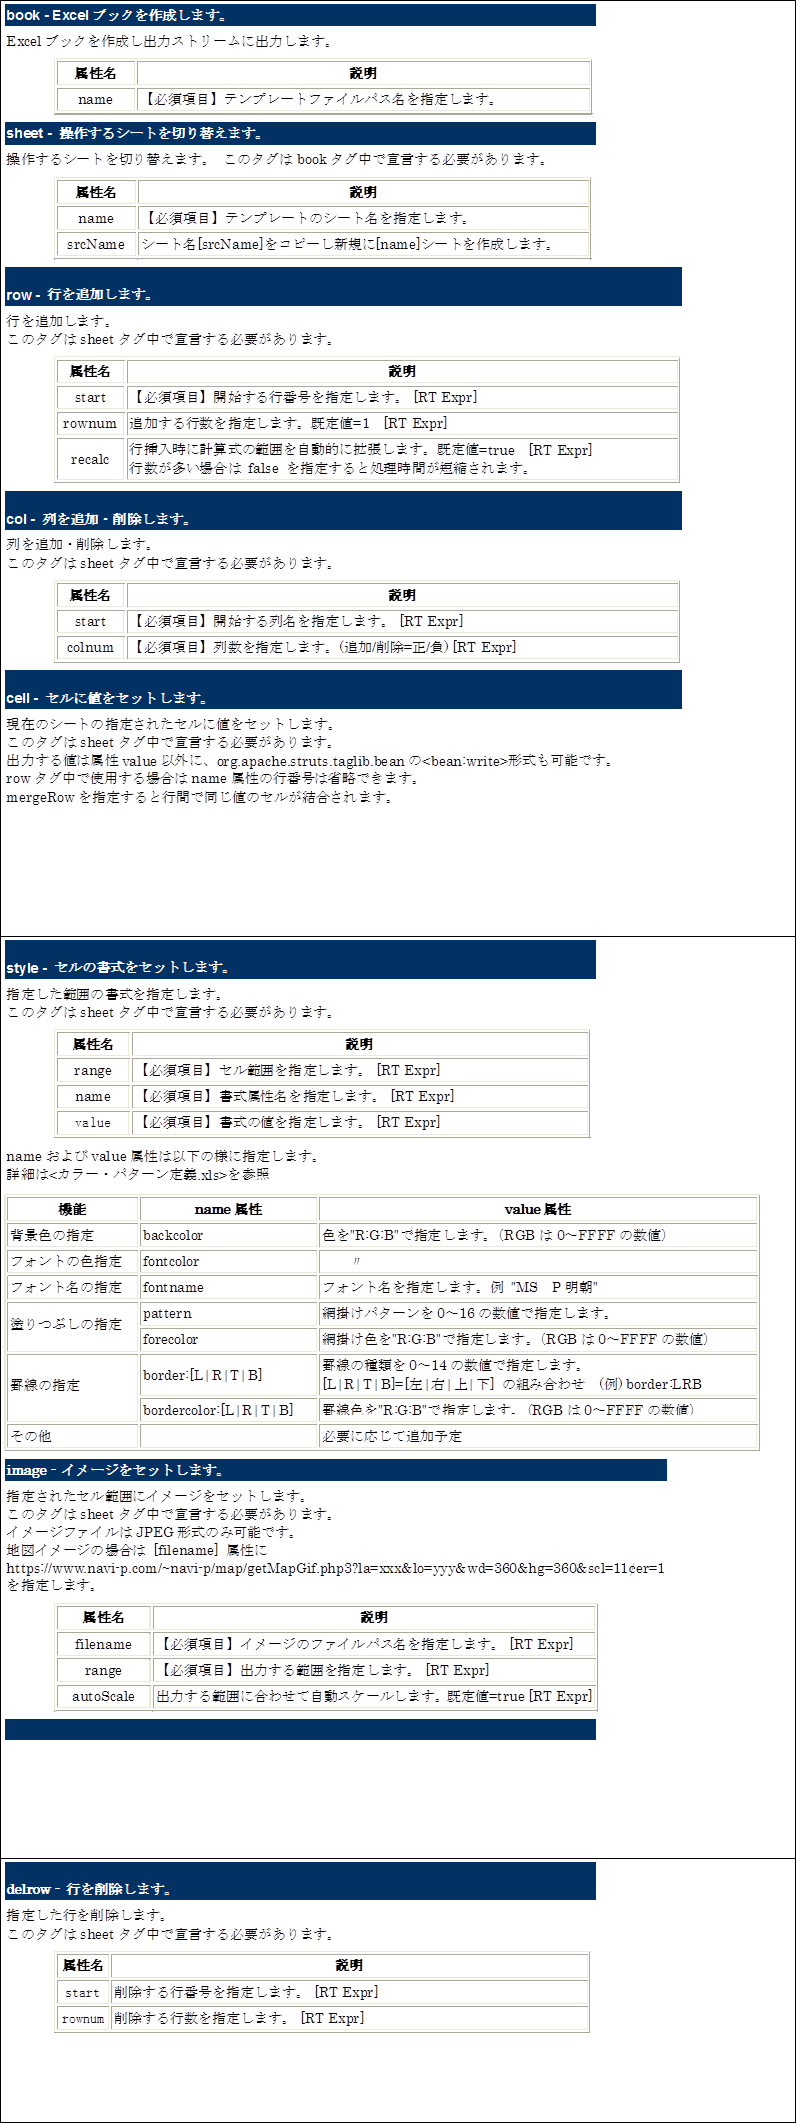 book - Excel ブックを作成します。
Excel ブックを作成し出力ストリームに出力します。
属性名 説明
name 【必須項目】テンプレートファイルパス名を指定します。
sheet - 操作するシートを切り替えます。
操作するシートを切り替えます。 このタグは book タグ中で宣言する必要があります。
属性名 説明
name 【必須項目】テンプレートのシート名を指定します。
srcName シート名[srcName]をコピーし新規に[name]シートを作成します。
row - 行を追加します。
行を追加します。
このタグは sheet タグ中で宣言する必要があります。
属性名 説明
start 【必須項目】開始する行番号を指定します。 [RT Expr]
rownum 追加する行数を指定します。既定値=1 [RT Expr]
recalc 行挿入時に計算式の範囲を自動的に拡張します。既定値=true [RT Expr]
行数が多い場合は false を指定すると処理時間が短縮されます。
col - 列を追加・削除します。
列を追加・削除します。
このタグは sheet タグ中で宣言する必要があります。
属性名 説明
start 【必須項目】開始する列名を指定します。 [RT Expr]
colnum 【必須項目】列数を指定します。(追加/削除=正/負) [RT Expr]
cell - セルに値をセットします。
現在のシートの指定されたセルに値をセットします。
このタグは sheet タグ中で宣言する必要があります。
出力する値は属性 value 以外に、org.apache.struts.taglib.bean の<bean:write>形式も可能です。
row タグ中で使用する場合は name 属性の行番号は省略できます。
mergeRow を指定すると行間で同じ値のセルが結合されます。
style - セルの書式をセットします。
指定した範囲の書式を指定します。
このタグは sheet タグ中で宣言する必要があります。
属性名 説明
range 【必須項目】セル範囲を指定します。 [RT Expr]
name 【必須項目】書式属性名を指定します。 [RT Expr]
value 【必須項目】書式の値を指定します。 [RT Expr]
name および value 属性は以下の様に指定します。
詳細は<カラー・パターン定義.xls>を参照
機能 name 属性 value 属性
背景色の指定 backcolor 色を"R:G:B"で指定します。（RGB は 0～FFFF の数値）
フォントの色指定 fontcolor 〃
フォント名の指定 fontname フォント名を指定します。例 "MS P 明朝"
塗りつぶしの指定 pattern 網掛けパターンを 0～16 の数値で指定します。
forecolor 網掛け色を"R:G:B"で指定します。（RGB は 0～FFFF の数値）
罫線の指定 border:[L|R|T|B] 罫線の種類を 0～14 の数値で指定します。
[L|R|T|B]=[左|右|上|下] の組み合わせ (例) border:LRB
bordercolor:[L|R|T|B] 罫線色を"R:G:B"で指定します。（RGB は 0～FFFF の数値）
その他 必要に応じて追加予定
image - イメージをセットします。
指定されたセル範囲にイメージをセットします。
このタグは sheet タグ中で宣言する必要があります。
イメージファイルは JPEG 形式のみ可能です。
地図イメージの場合は [filename] 属性に
https://www.navi-p.com/~navi-p/map/getMapGif.php3?la=xxx&lo=yyy&wd=360&hg=360&scl=11¢er=1
を指定します。
属性名 説明
filename 【必須項目】イメージのファイルパス名を指定します。 [RT Expr]
range 【必須項目】出力する範囲を指定します。 [RT Expr]
autoScale 出力する範囲に合わせて自動スケールします。既定値=true [RT Expr]
delrow - 行を削除します。
指定した行を削除します。
このタグは sheet タグ中で宣言する必要があります。
属性名 説明
start 削除する行番号を指定します。 [RT Expr]
rownum 削除する行数を指定します。 [RT Expr]